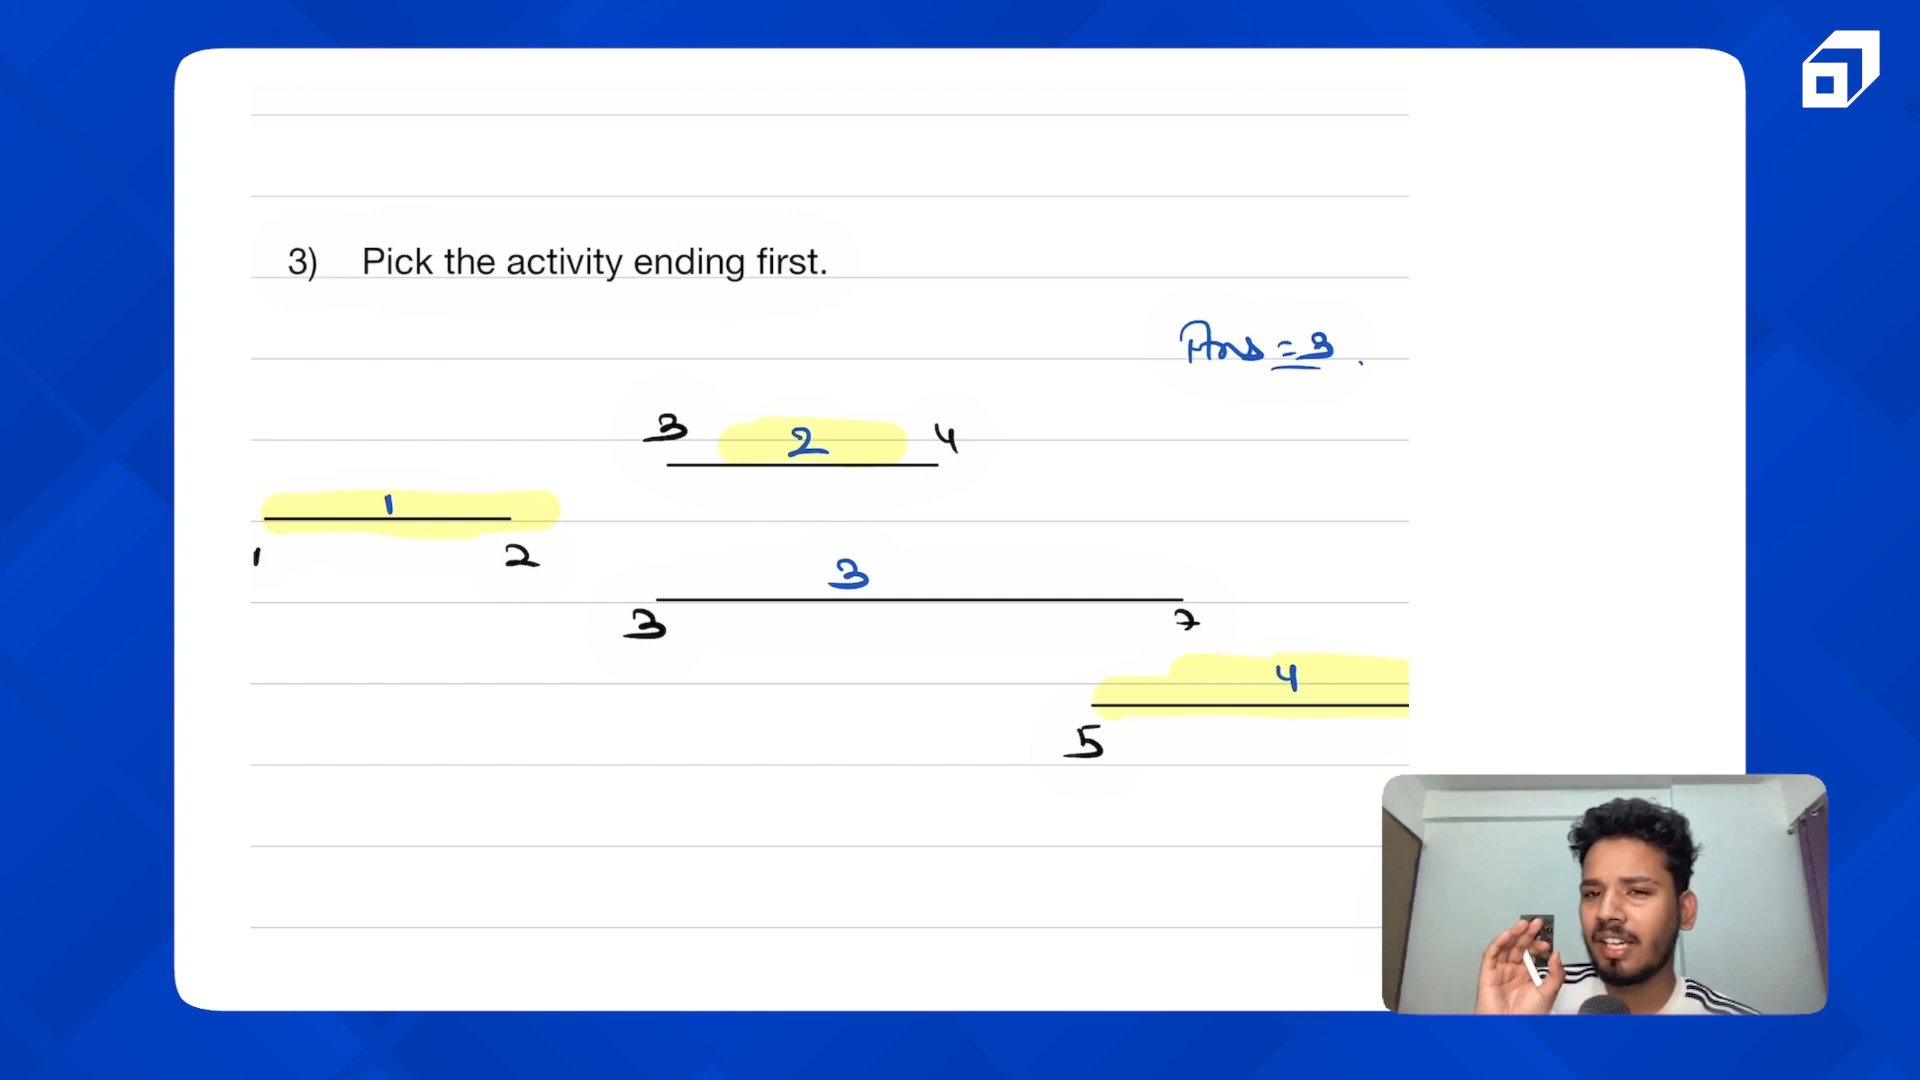 3) Pick the activity ending first.
Ans = 3.
3 2 4
1
1 2
3
3 7
4
5